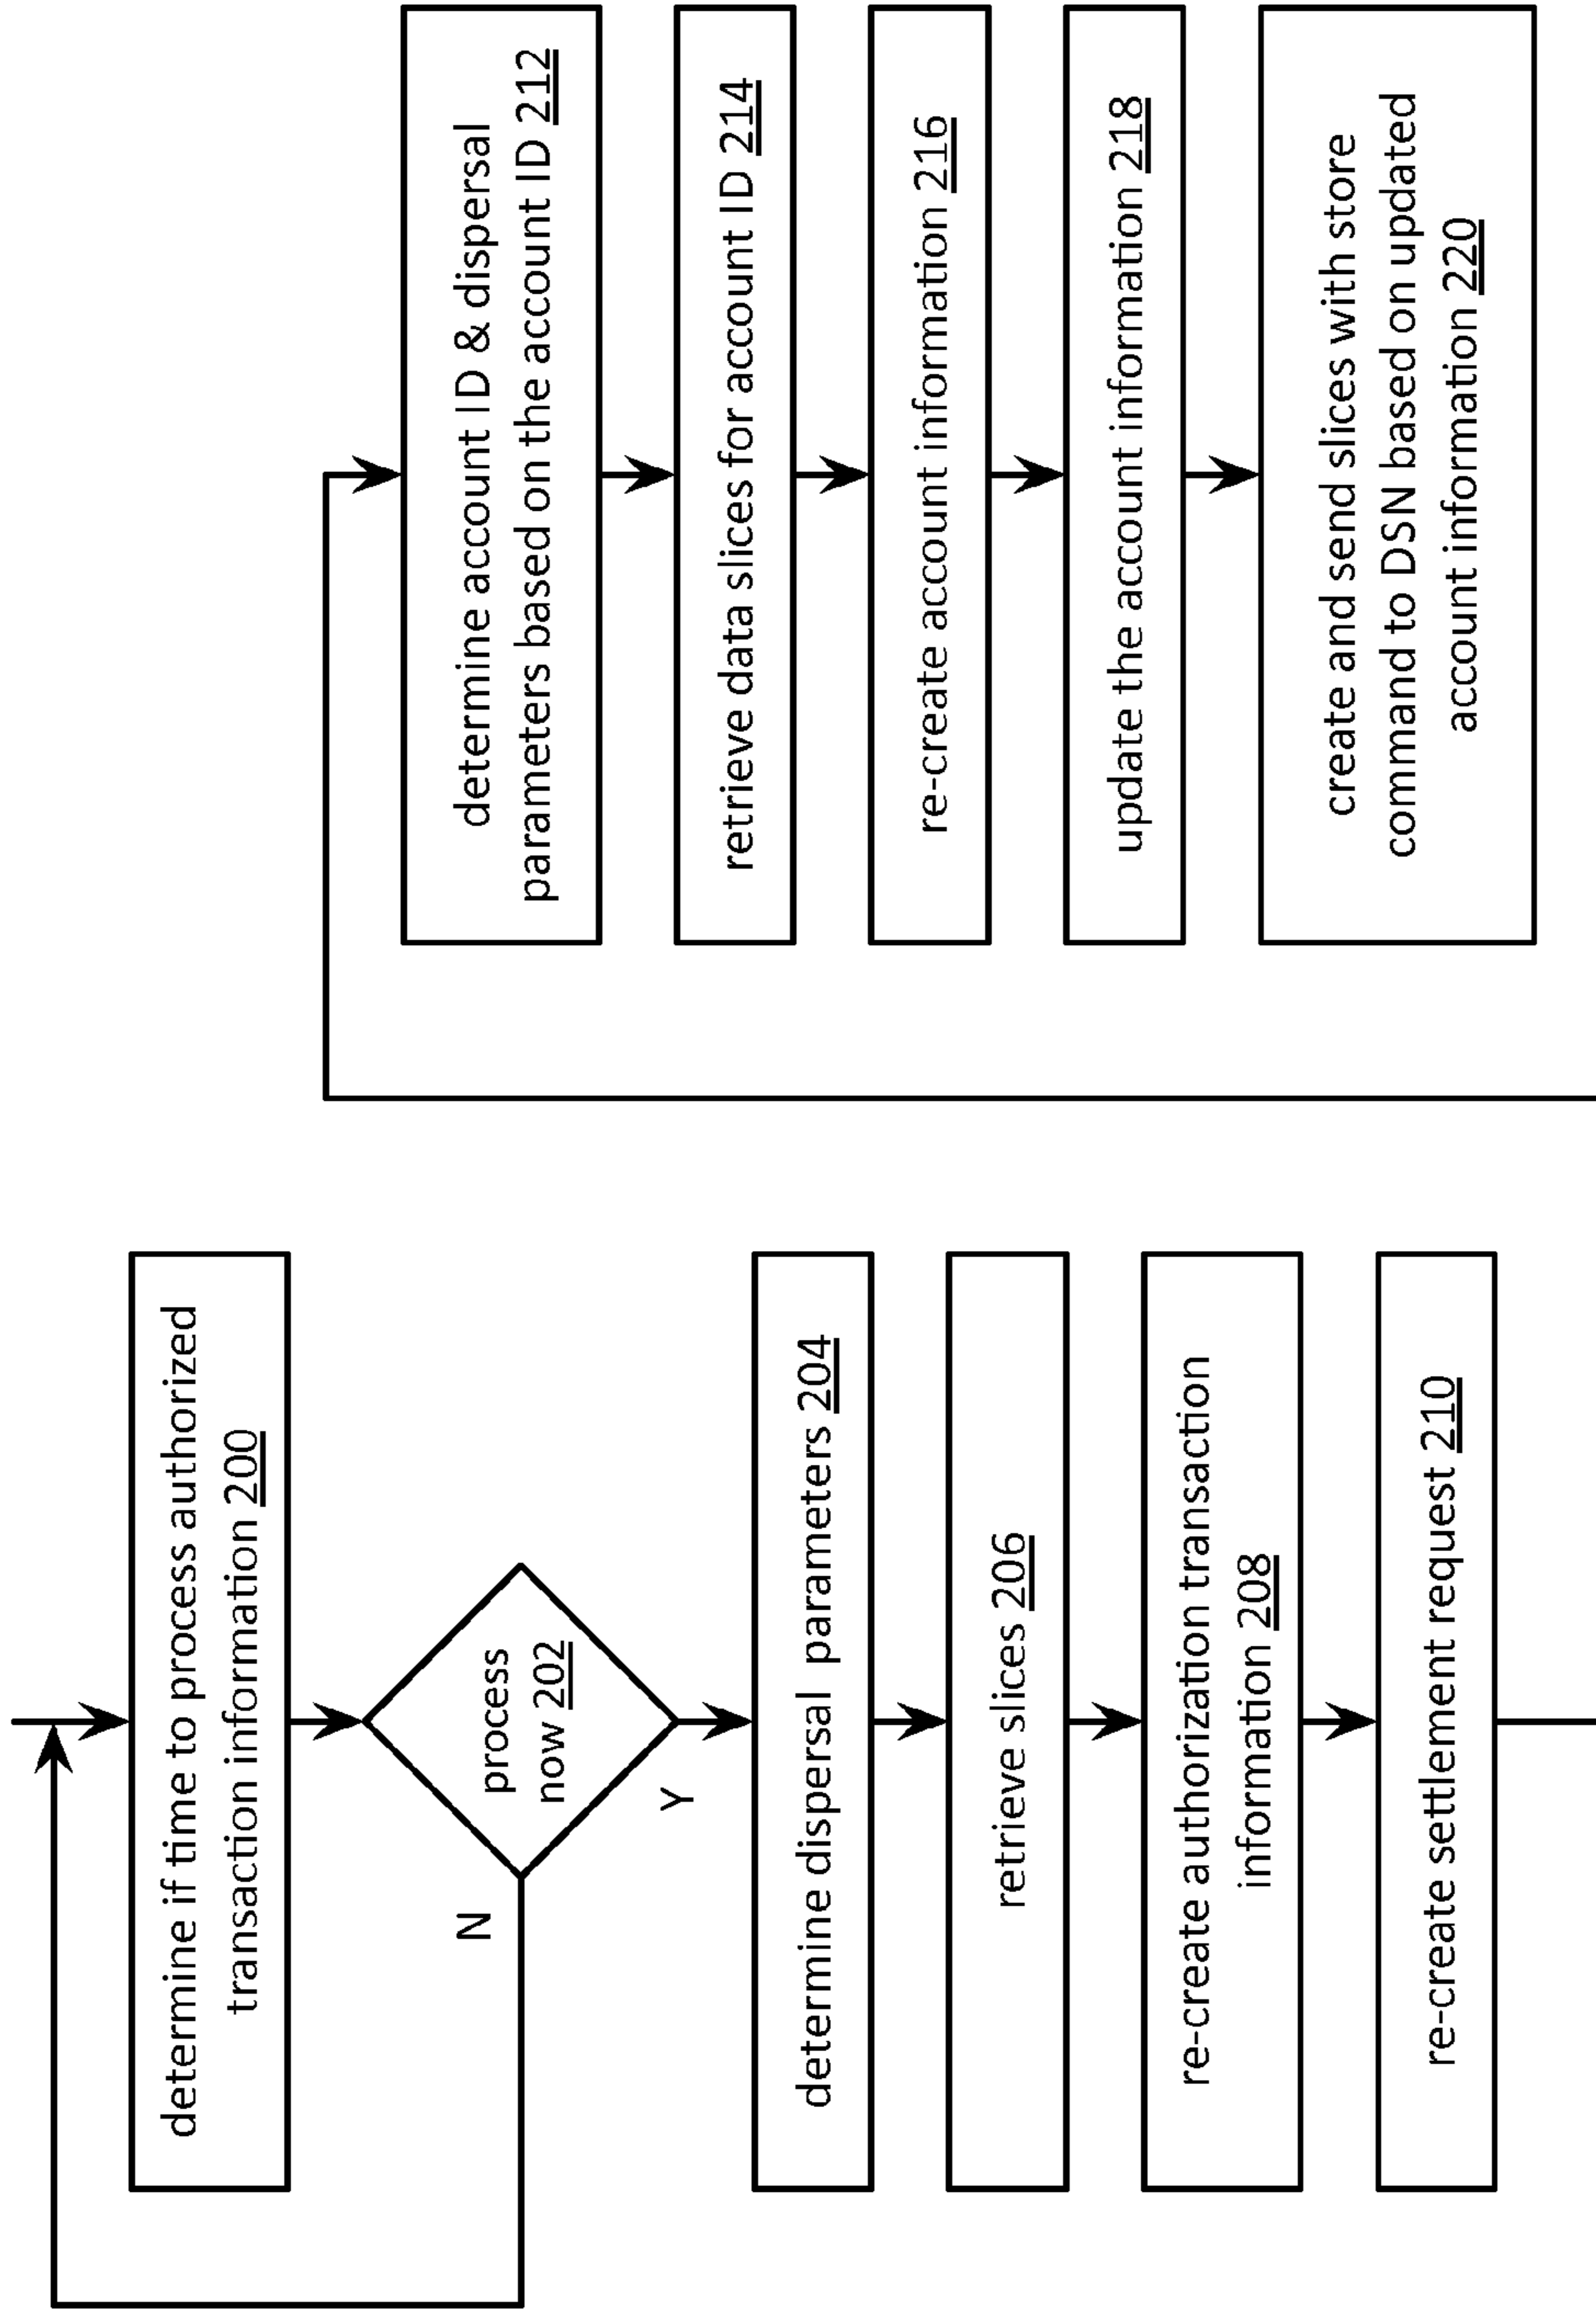 determine if time to process authorized
transaction information 200
process
now 202
N
Y
determine dispersal parameters 204
retrieve slices 206
re-create authorization transaction
information 208
re-create settlement request 210
determine account ID & dispersal
parameters based on the account ID 212
retrieve data slices for account ID 214
re-create account information 216
update the account information 218
create and send slices with store
command to DSN based on updated
account information 220